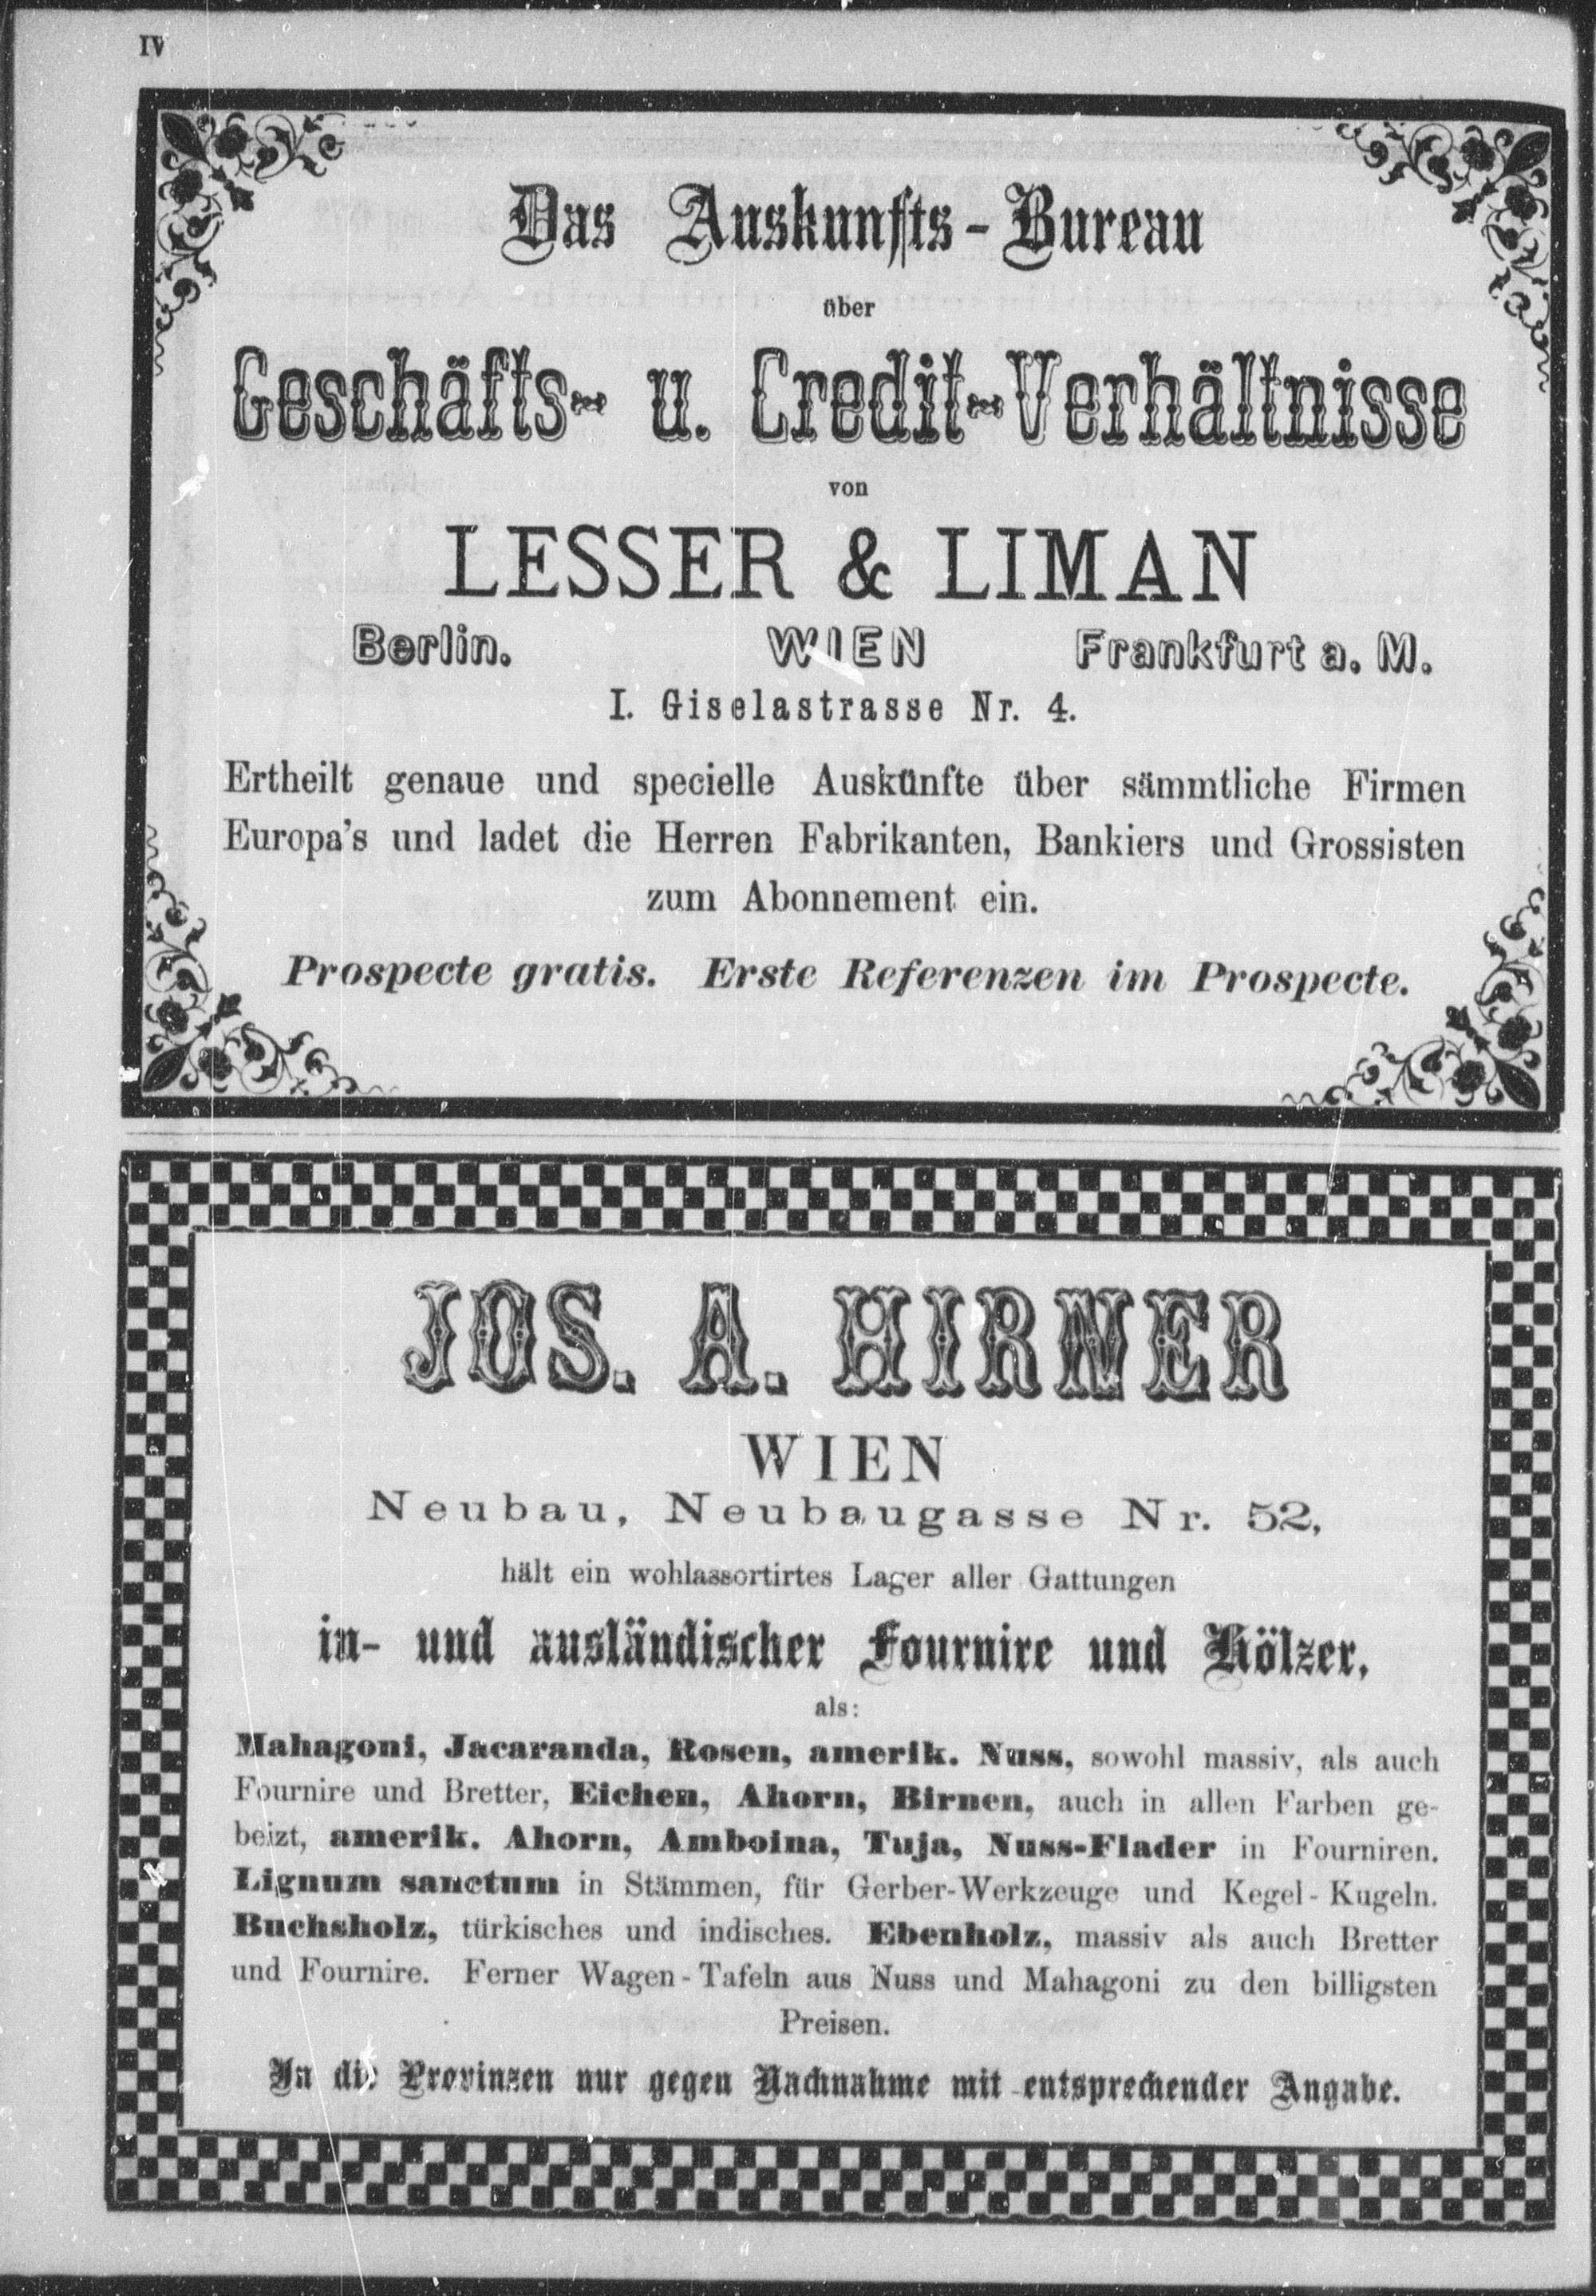 IV
Das Auskunfts-Bureau
über
Geschäfts- u. Credit-Verhältnisse
von
LESSER & LIMAN
Berlin. WIEN Frankfurt a. M.
I. Giselastrasse Nr. 4.
Ertheilt genaue und specielle Auskünfte über sämmtliche Firmen
Europa's und ladet die Herren Fabrikanten, Bankiers und Grossisten
zum Abonnement ein.
Prospecte gratis. Erste Referenzen im Prospecte.
JOS. A. HIRNER
WIEN
Neubau, Neubaugasse Nr. 52,
hält ein wohlassortirtes Lager aller Gattungen
in- und ausländischer Fournire und Hölzer,
als:
Mahagoni, Jacaranda, Rosen, amerik. Nuss, sowohl massiv, als auch
Fournire und Bretter, Eichen, Ahorn, Birnen, auch in allen Farben ge-
beizt, amerik. Ahorn, Amboina, Tuja, Nuss-Flader in Fourniren.
Lignum sanctum in Stämmen, für Gerber-Werkzeuge und Kegel-Kugeln.
Buchsholz, türkisches und indisches. Ebenholz, massiv als auch Bretter
und Fournire. Ferner Wagen-Tafeln aus Nuss und Mahagoni zu den billigsten
Preisen.
In die Provinzen nur gegen Nachnahme mit entsprechender Angabe.